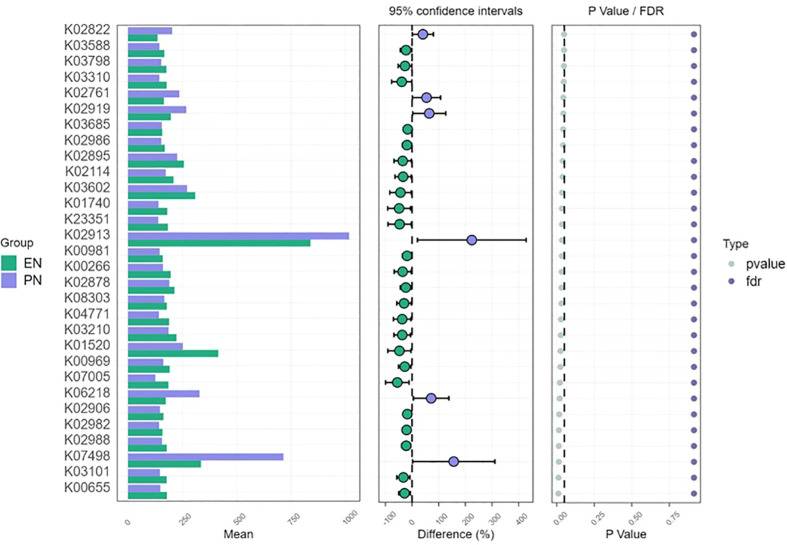 95% confidence intervals
P Value / FDR
K02822
K03588
K03798
K03310
K02761
K02919
K03685
K02986
K02895
K02114
K03602
K01740
K23351
K02913
K00981
K00266
K02878
K08303
K04771
K03210
K01520
K00969
K07005
K06218
K02906
K02982
K02988
K07498
K03101
K00655
Group
EN
PN
Type
pvalue
fdr
0 250 500 750 1000
-100 0 100 200 300 400
0.00 0.25 0.50 0.75
Mean
Difference (%)
P Value